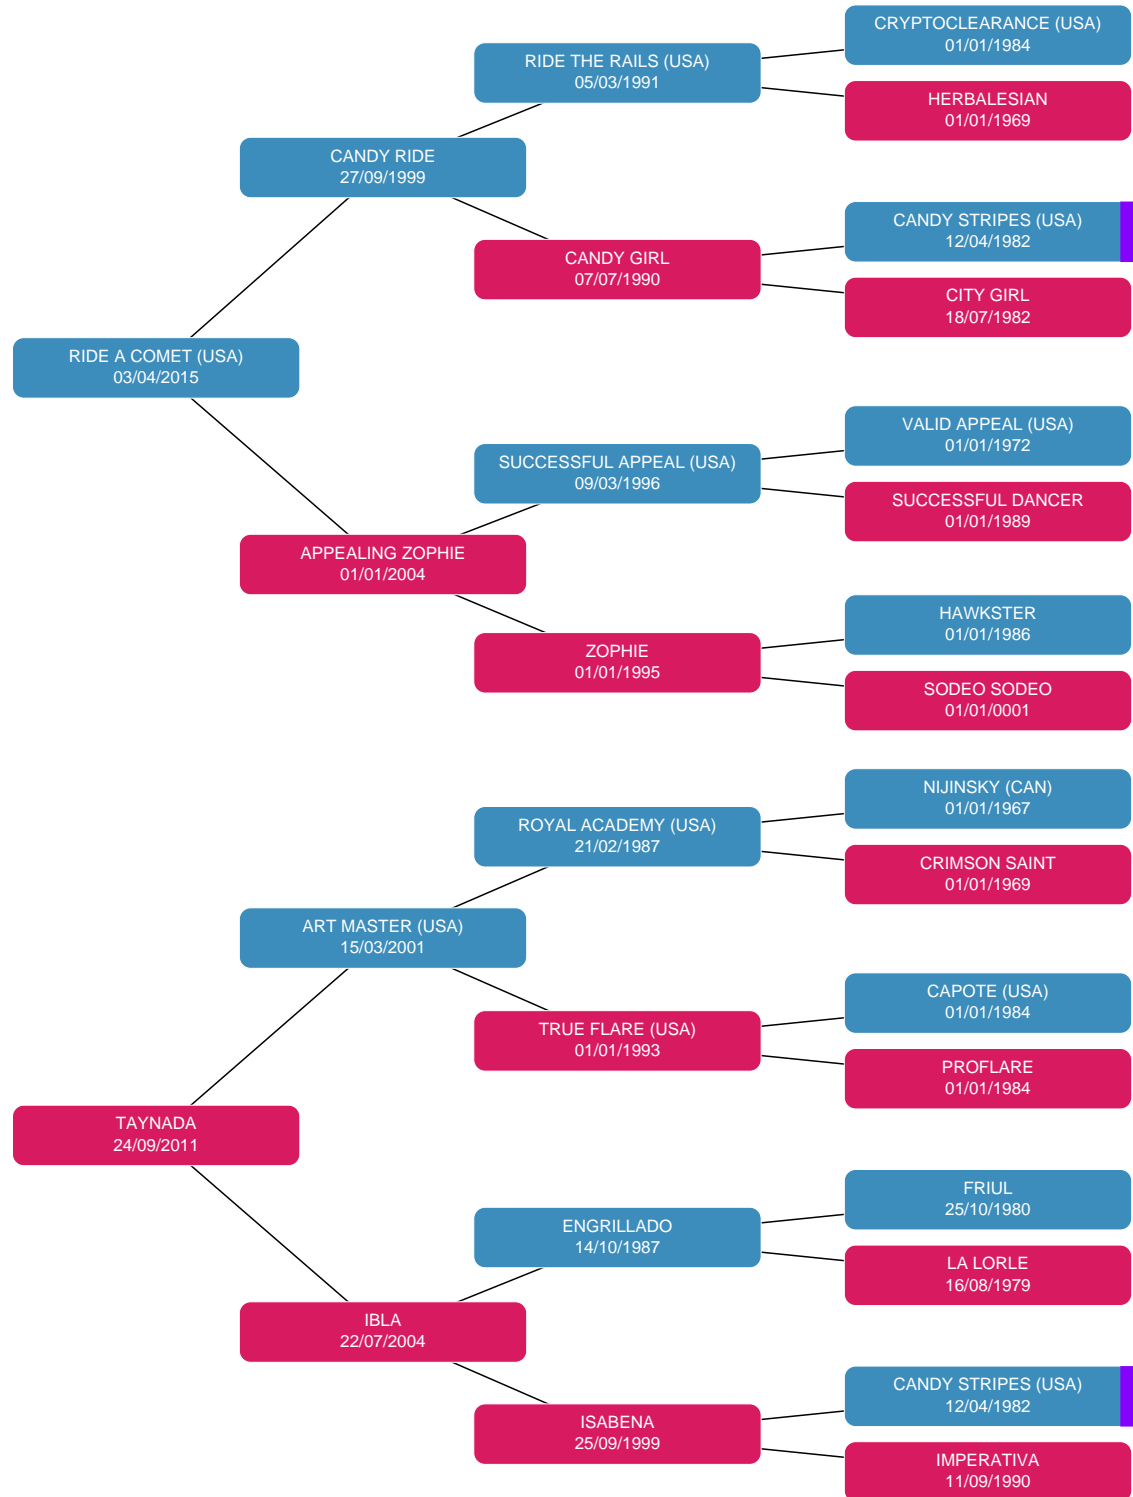 CRYPTOCLEARANCE (USA)
01/01/1984
RIDE THE RAILS (USA)
05/03/1991
HERBALESIAN
01/01/1969
CANDY RIDE
27/09/1999
CANDY STRIPES (USA)
12/04/1982
CANDY GIRL
07/07/1990
CITY GIRL
18/07/1982
RIDE A COMET (USA)
03/04/2015
VALID APPEAL (USA)
01/01/1972
SUCCESSFUL APPEAL (USA)
09/03/1996
SUCCESSFUL DANCER
01/01/1989
APPEALING ZOPHIE
01/01/2004
HAWKSTER
01/01/1986
ZOPHIE
01/01/1995
SODEO SODEO
01/01/0001
NIJINSKY (CAN)
01/01/1967
ROYAL ACADEMY (USA)
21/02/1987
CRIMSON SAINT
01/01/1969
ART MASTER (USA)
15/03/2001
CAPOTE (USA)
01/01/1984
TRUE FLARE (USA)
01/01/1993
PROFLARE
01/01/1984
TAYNADA
24/09/2011
FRIUL
25/10/1980
ENGRILLADO
14/10/1987
LA LORLE
16/08/1979
IBLA
22/07/2004
CANDY STRIPES (USA)
12/04/1982
ISABENA
25/09/1999
IMPERATIVA
11/09/1990